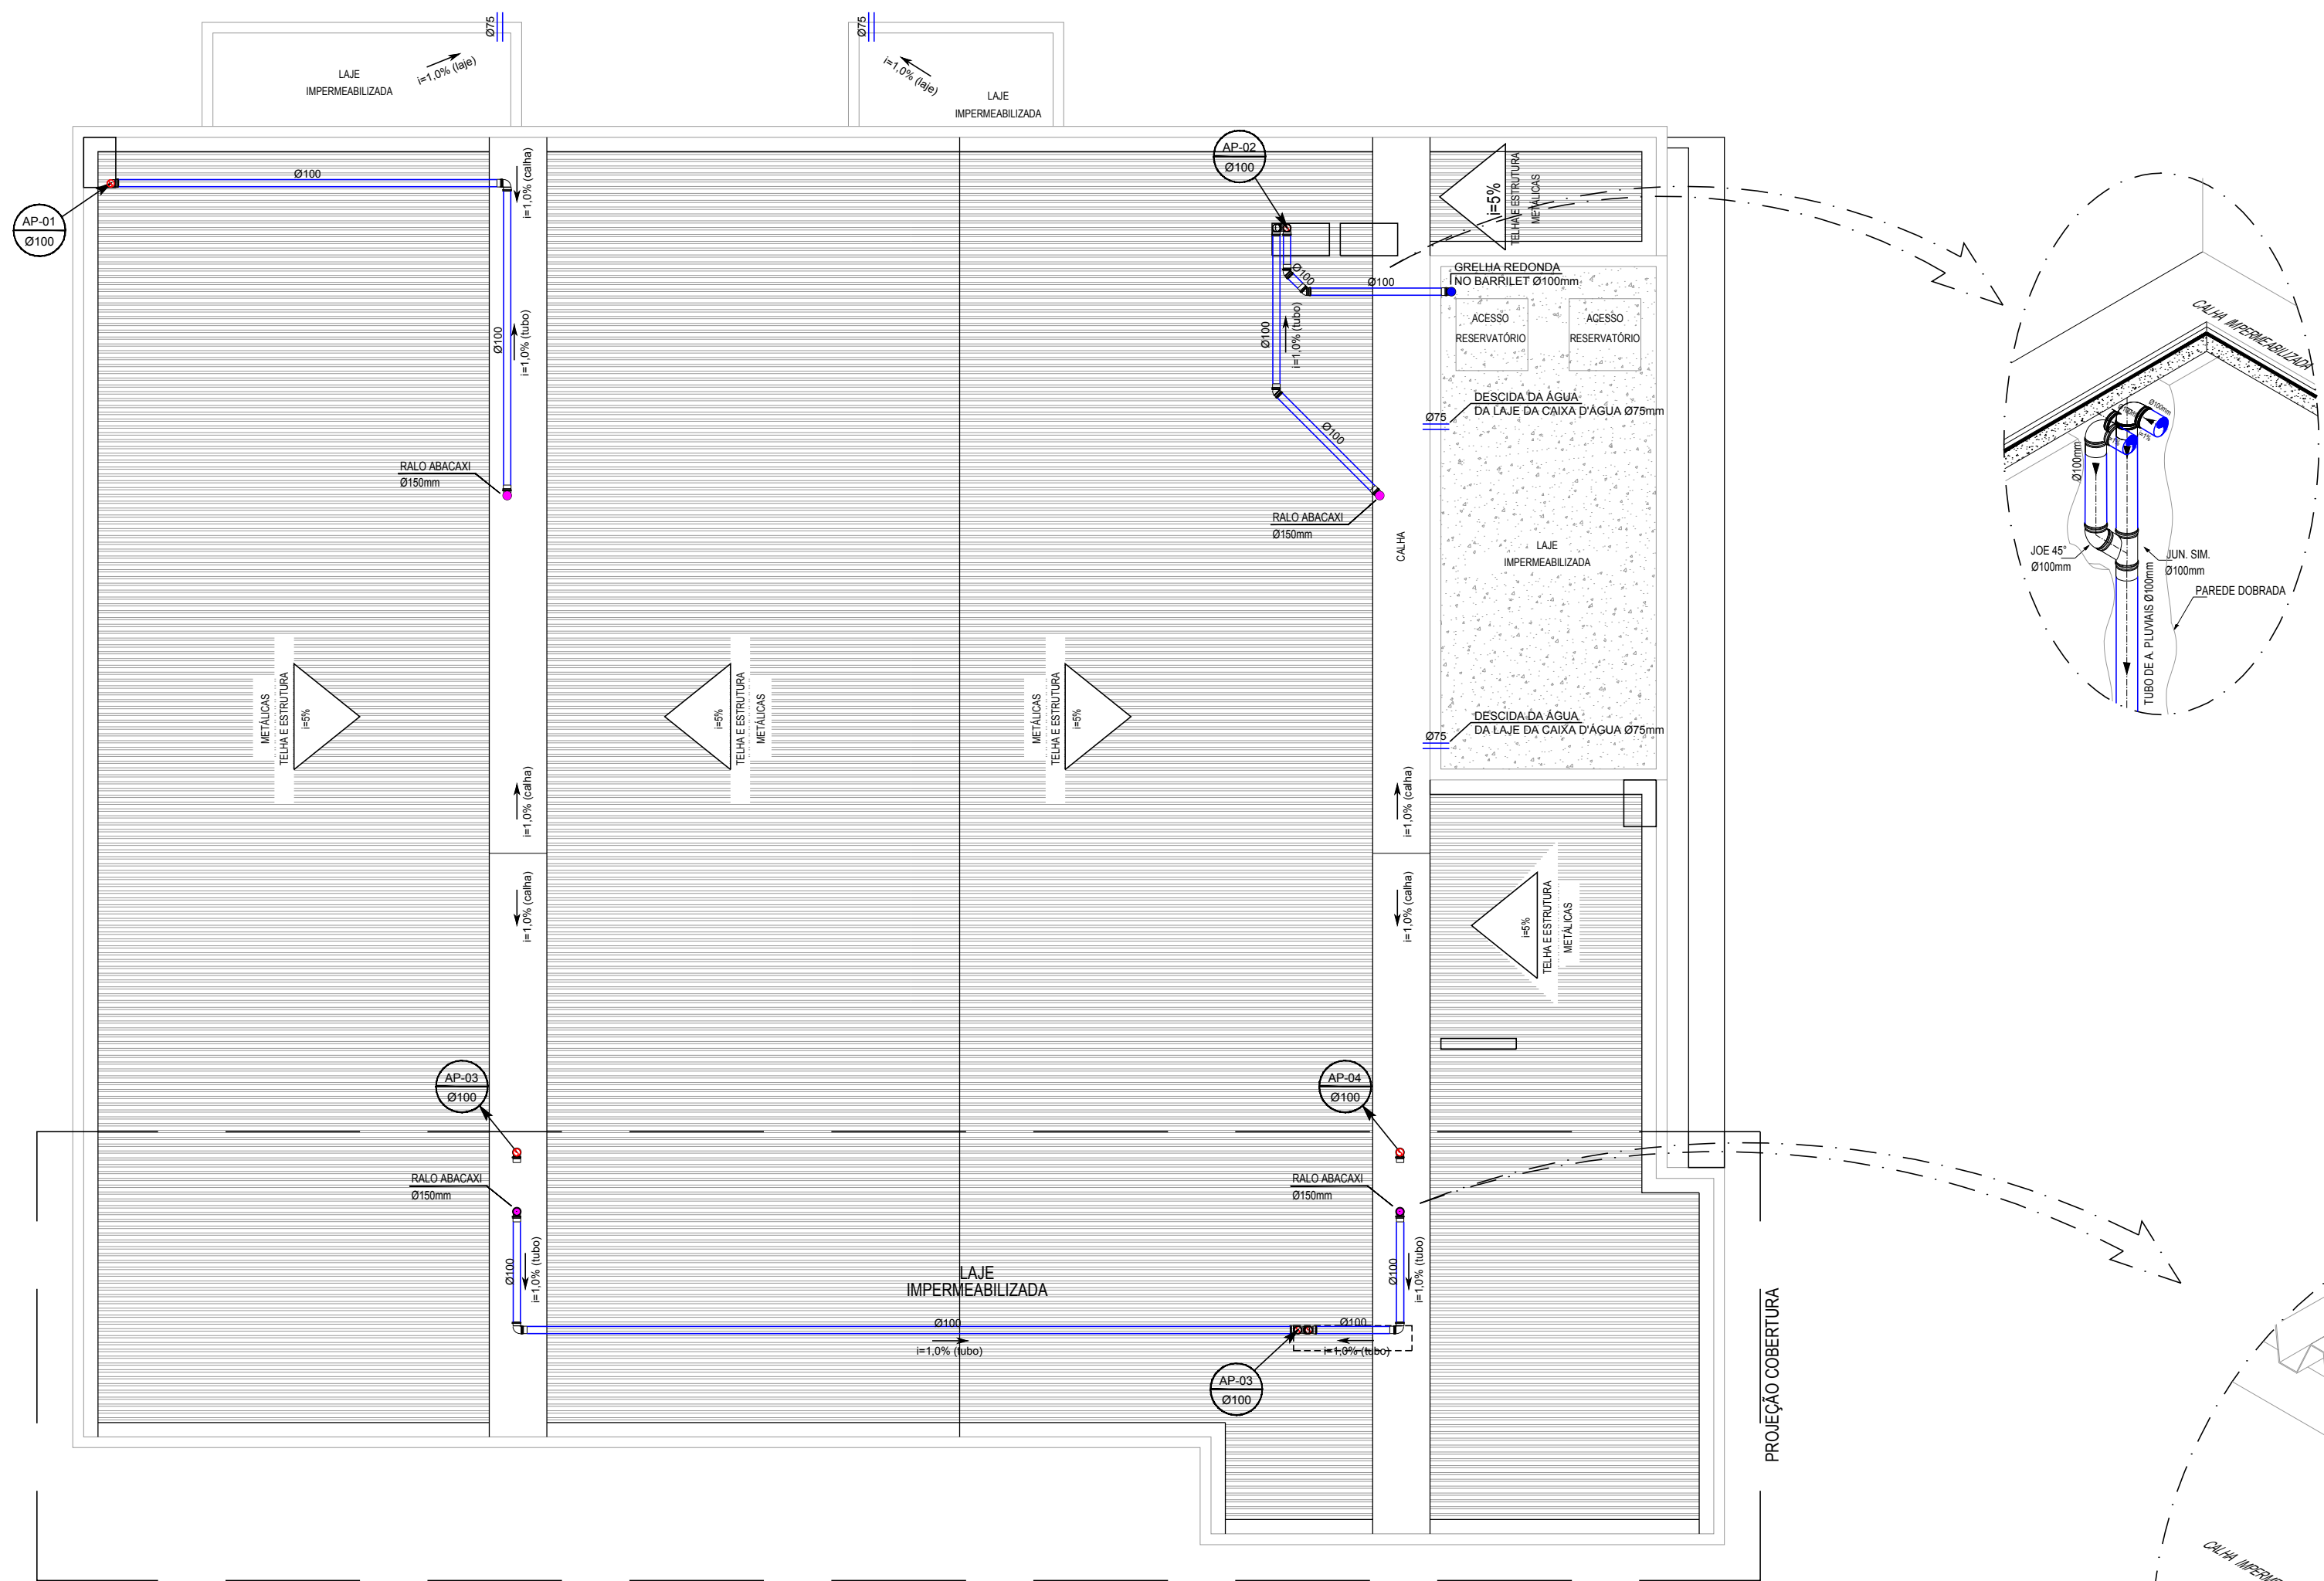 Ø75
LAJE
IMPERMEABILIZADA
i=1,0% (laje)
Ø75
i=1,0% (laje)
LAJE
IMPERMEABILIZADA
AP-01
Ø100
Ø100
i=1,0% (calha)
Ø100
i=1,0% (tubo)
RALO ABACAXI
Ø150mm
AP-02
Ø100
i=5%
TELHA E ESTRUTURA
METÁLICAS
GRELHA REDONDA
NO BARRILET Ø100mm
Ø100
Ø100
Ø100
i=1,0% (tubo)
Ø100
ACESSO
RESERVATÓRIO
ACESSO
RESERVATÓRIO
DESCIDA DA ÁGUA
DA LAJE DA CAIXA D'ÁGUA Ø75mm
Ø75
RALO ABACAXI
Ø150mm
CALHA
LAJE
IMPERMEABILIZADA
CALHA IMPERMEABILIZADA
Ø100mm
i=1%
i=1%
Ø100mm
JOE 45°
Ø100mm
JUN. SIM.
Ø100mm
PAREDE DOBRADA
TUBO DE A. PLUVIAIS Ø100mm
METÁLICAS
TELHA E ESTRUTURA
i=5%
i=5%
TELHA E ESTRUTURA
METÁLICAS
METÁLICAS
TELHA E ESTRUTURA
i=5%
DESCIDA DA ÁGUA
DA LAJE DA CAIXA D'ÁGUA Ø75mm
Ø75
i=1,0% (calha)
i=1,0% (calha)
i=1,0% (calha)
i=1,0% (calha)
i=5%
TELHA E ESTRUTURA
METÁLICAS
AP-03
Ø100
AP-04
Ø100
RALO ABACAXI
Ø150mm
RALO ABACAXI
Ø150mm
Ø100
i=1,0% (tubo)
LAJE
IMPERMEABILIZADA
Ø100
i=1,0% (tubo)
Ø100
i=1,0% (tubo)
Ø100
i=1,0% (tubo)
AP-03
Ø100
PROJEÇÃO COBERTURA
CALHA